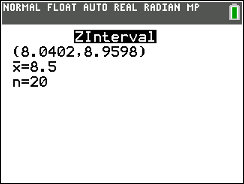 NORMAL FLOAT AUTO REAL RADIAN MP
ZInterval
(8.0402,8.9598)
x̄=8.5
n=20